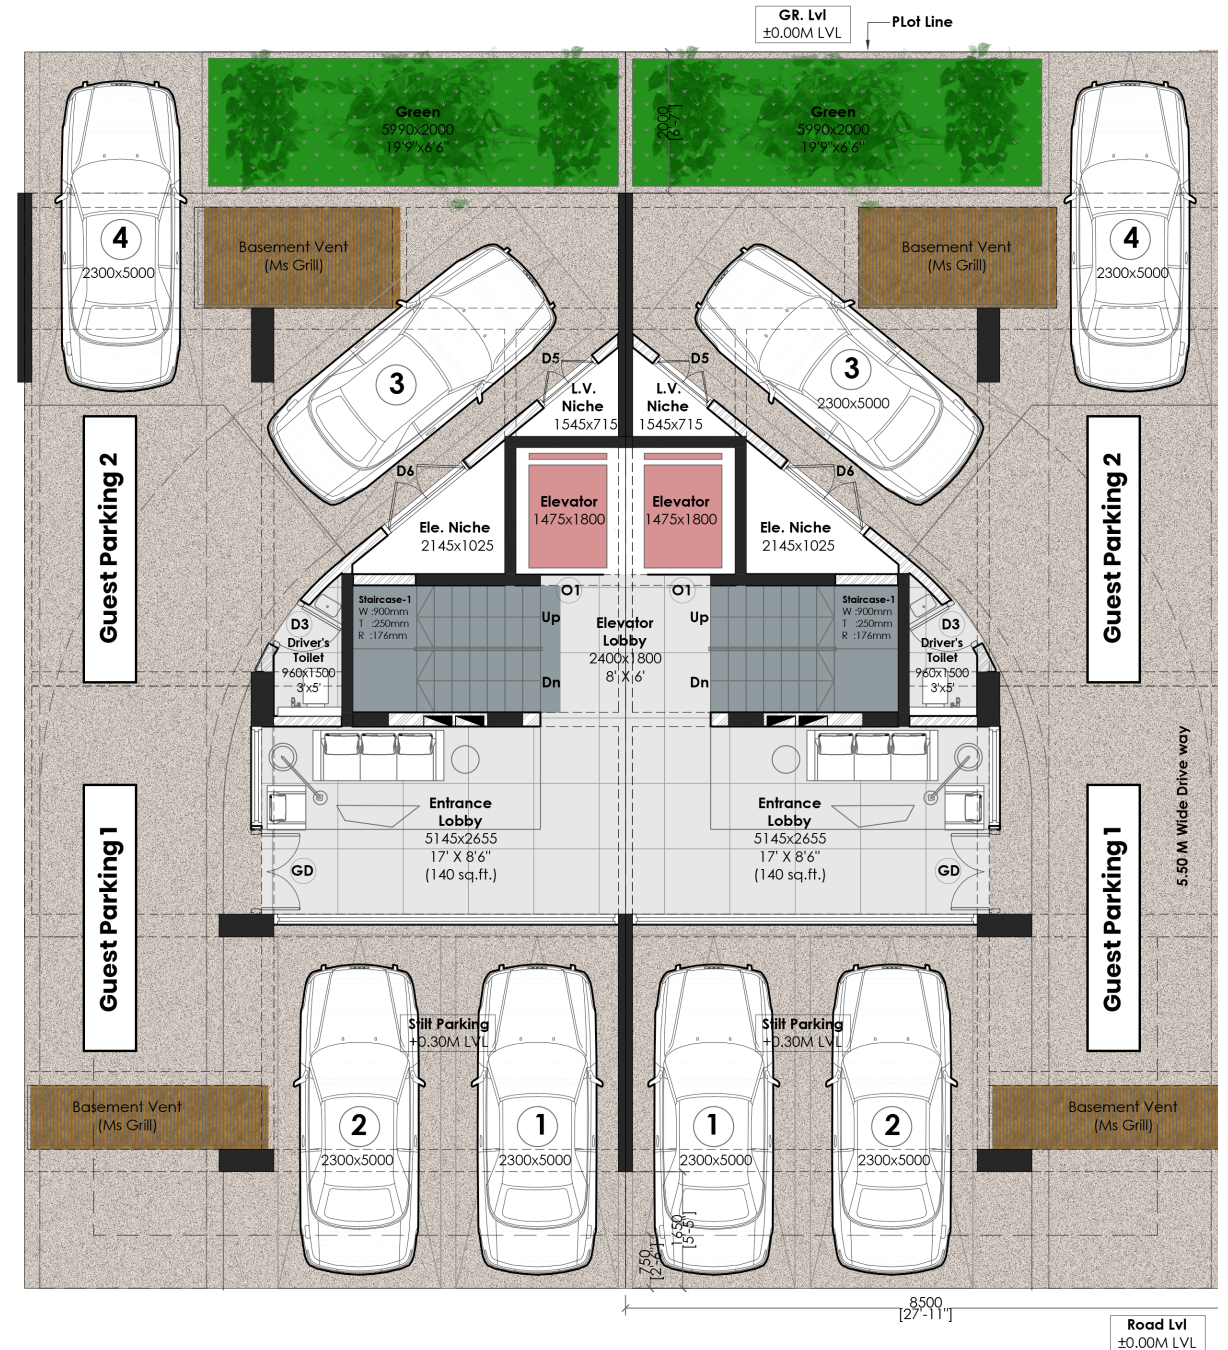 GR. Lvl
±0.00M LVL
PLot Line
Green
5990x2000
19'9"x6'6"
2000
[6'-7"]
Green
5990x2000
19'9"x6'6"
4
2300x5000
Basement Vent
(Ms Grill)
Basement Vent
(Ms Grill)
4
2300x5000
3
3
2300x5000
D5
L.V.
Niche
1545x715
D5
L.V.
Niche
1545x715
D6
D6
Elevator
1475x1800
Elevator
1475x1800
Ele. Niche
2145x1025
Ele. Niche
2145x1025
Guest Parking 2
Guest Parking 2
Staircase-1
W :900mm
T :250mm
R :176mm
O1
O1
Staircase-1
W :900mm
T :250mm
R :176mm
Up
Dn
Elevator
Lobby
2400x1800
8' X 6'
Up
Dn
D3
Driver's
Toilet
960x1500
3'x5'
D3
Driver's
Toilet
960x1500
3'x5'
5.50 M Wide Drive way
Entrance
Lobby
5145x2655
17' X 8'6"
(140 sq.ft.)
Entrance
Lobby
5145x2655
17' X 8'6"
(140 sq.ft.)
GD
GD
Guest Parking 1
Guest Parking 1
Stilt Parking
+0.30M LVL
Stilt Parking
+0.30M LVL
Basement Vent
(Ms Grill)
Basement Vent
(Ms Grill)
2
2300x5000
1
2300x5000
1
2300x5000
2
2300x5000
1650
[5'-5"]
750
[2'-6"]
8500
[27'-11"]
Road Lvl
±0.00M LVL